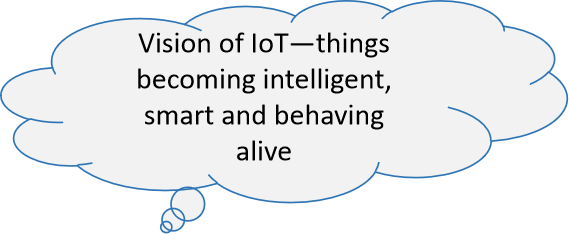 Vision of IoT—things
becoming intelligent,
smart and behaving
alive